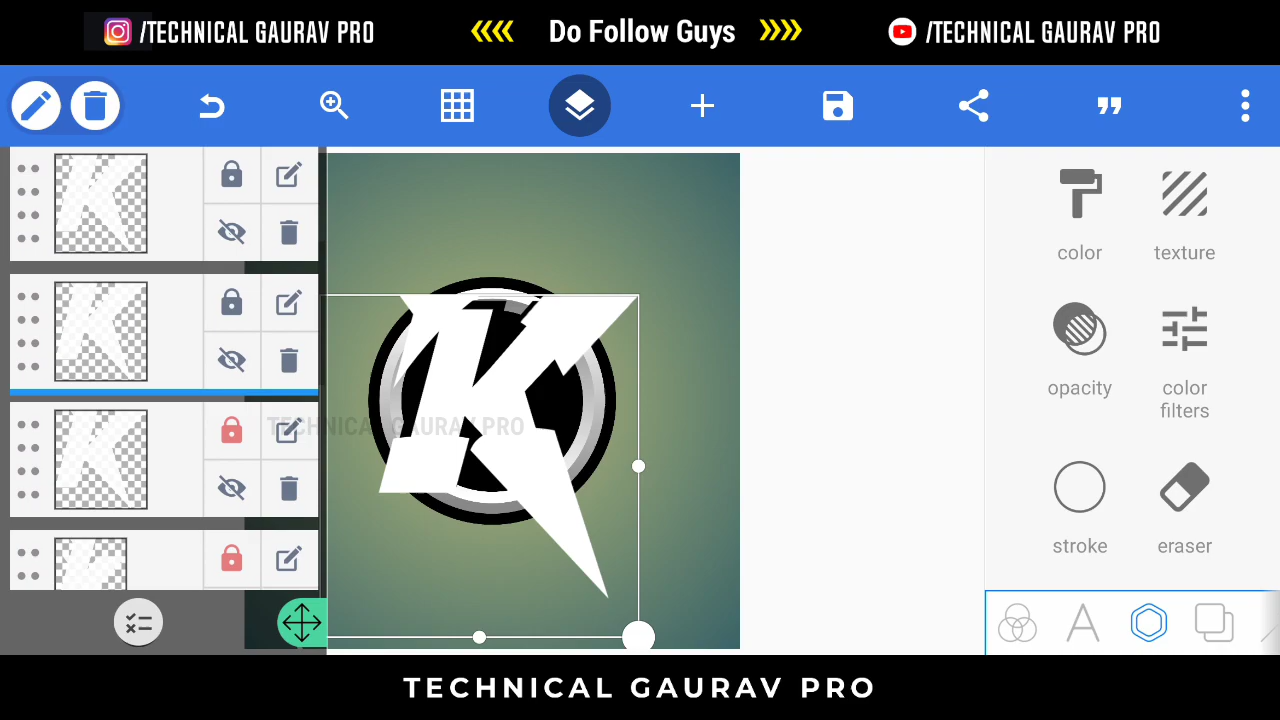 /TECHNICAL GAURAV PRO
Do Follow Guys
/TECHNICAL GAURAV PRO
color
texture
opacity
color
filters
stroke
eraser
K
TECHNICAL GAURAV PRO
TECHNICAL GAURAV PRO